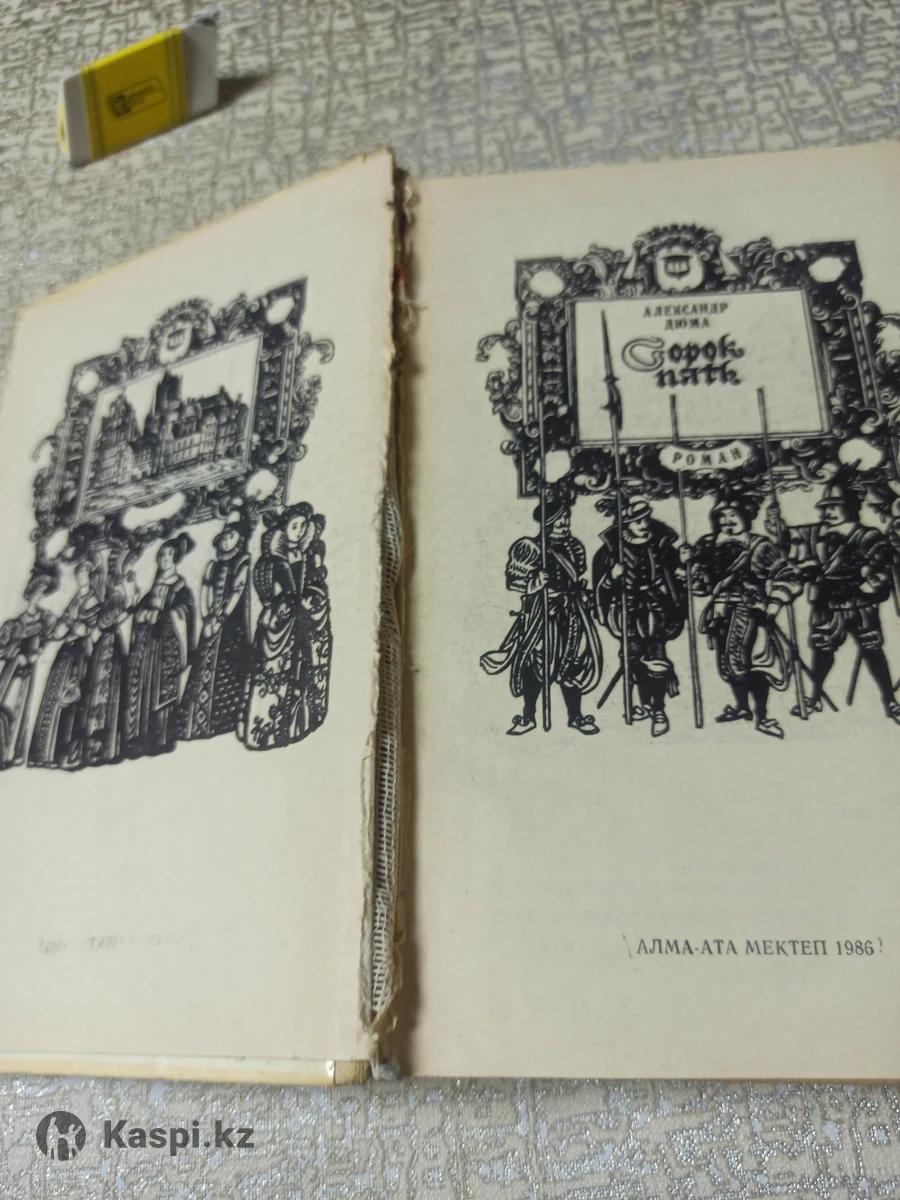 АЛЕКСАНДР
ДЮМА
Сорок
пять
РОМАН
АЛМА-АТА МЕКТЕП 1986
Kaspi.kz